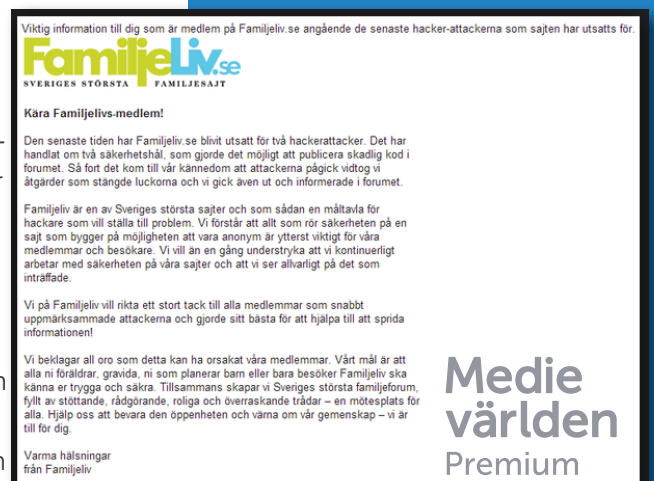 Viktig information till dig som är medlem på Familjeliv.se angående de senaste hacker-attackerna som sajten har utsatts för.
FamiljeLiv.se
SVERIGES STÖRSTA FAMILJESAJT
Kära Familjelivs-medlem!
Den senaste tiden har Familjeliv.se blivit utsatt för två hackerattacker. Det har
handlat om två säkerhetshål, som gjorde det möjligt att publicera skadlig kod i
forumet. Så fort det kom till vår kännedom att attackerna pågick vidtog vi
åtgärder som stängde luckorna och vi gick även ut och informerade i forumet.
Familjeliv är en av Sveriges största sajter och som sådan en måltavla för
hackare som vill ställa till problem. Vi förstår att allt som rör säkerheten på en
sajt som bygger på möjligheten att vara anonym är ytterst viktigt för våra
medlemmar och besökare. Vi vill än en gång understryka att vi kontinuerligt
arbetar med säkerheten på våra sajter och att vi ser allvarligt på det som
inträffade.
Vi på Familjeliv vill rikta ett stort tack till alla medlemmar som snabbt
uppmärksammade attackerna och gjorde sitt bästa för att hjälpa till att sprida
informationen!
Vi beklagar all oro som detta kan ha orsakat våra medlemmar. Vårt mål är att
alla ni föräldrar, gravida, ni som planerar barn eller bara besöker Familjeliv ska
känna er trygga och säkra. Tillsammans skapar vi Sveriges största familjeforum,
fyllt av stöttande, rådgörande, roliga och överraskande trådar – en mötesplats för
alla. Hjälp oss att bevara den öppenheten och värna om vår gemenskap – vi är
till för dig.
Varma hälsningar
från Familjeliv
Medie
världen
Premium